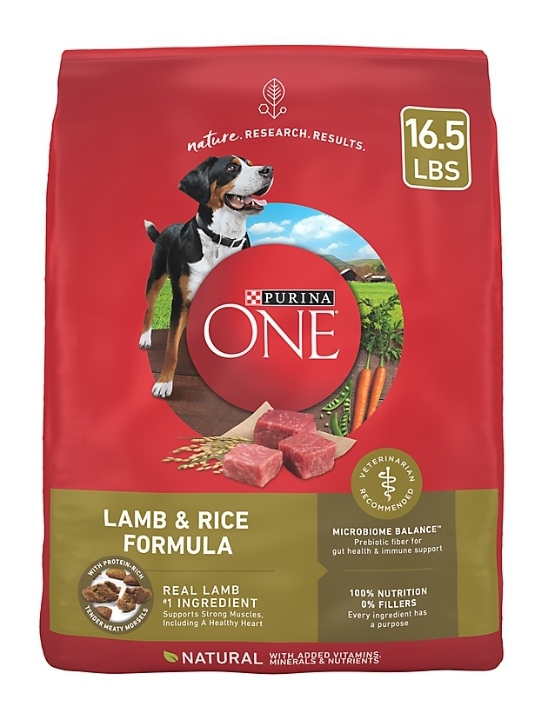 nature. RESEARCH. RESULTS.
16.5
LBS
PURINA
ONE®
VETERINARIAN
RECOMMENDED
LAMB & RICE
FORMULA
MICROBIOME BALANCE™
Prebiotic fiber for
gut health & immune support
WITH PROTEIN-RICH
TENDER MEATY MORSELS
REAL LAMB
#1 INGREDIENT
Supports Strong Muscles,
Including A Healthy Heart
100% NUTRITION
0% FILLERS
Every ingredient has
a purpose
NATURAL WITH ADDED VITAMINS,
MINERALS & NUTRIENTS